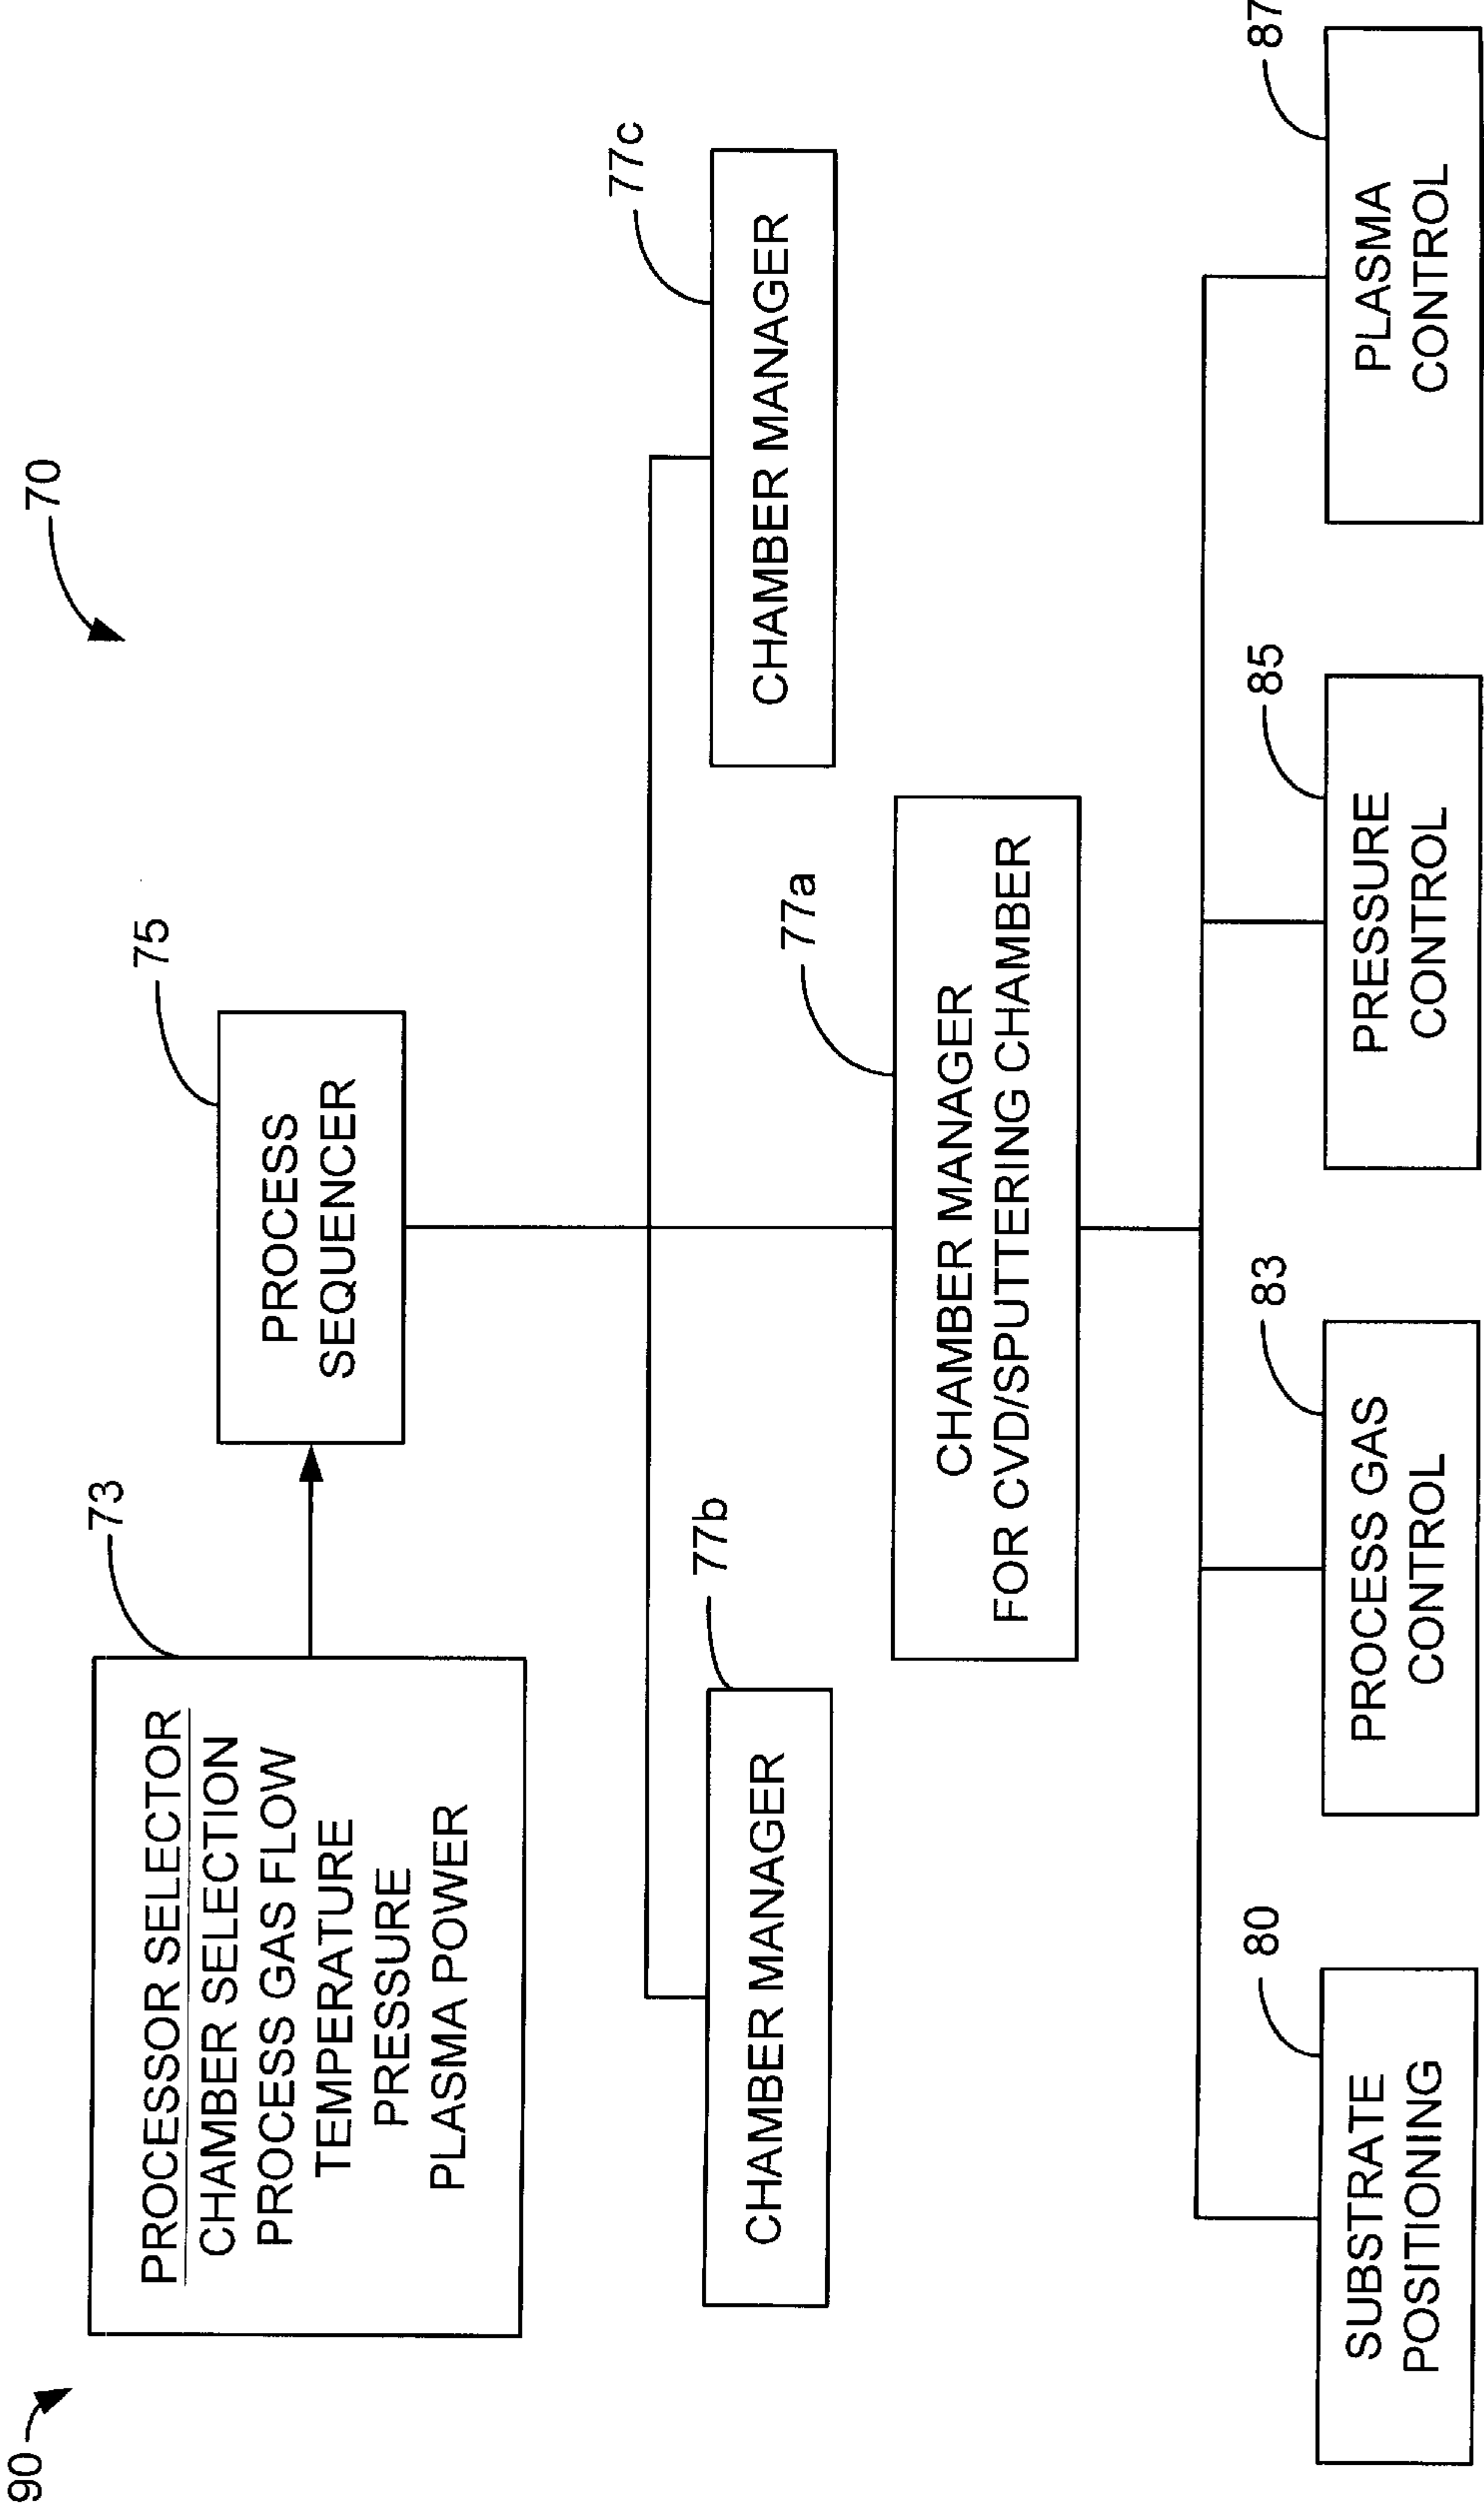 90
70
73
PROCESSOR SELECTOR
CHAMBER SELECTION
PROCESS GAS FLOW
TEMPERATURE
PRESSURE
PLASMA POWER
75
PROCESS
SEQUENCER
77b
CHAMBER MANAGER
77c
CHAMBER MANAGER
77a
CHAMBER MANAGER
FOR CVD/SPUTTERING CHAMBER
80
SUBSTRATE
POSITIONING
83
PROCESS GAS
CONTROL
85
PRESSURE
CONTROL
87
PLASMA
CONTROL